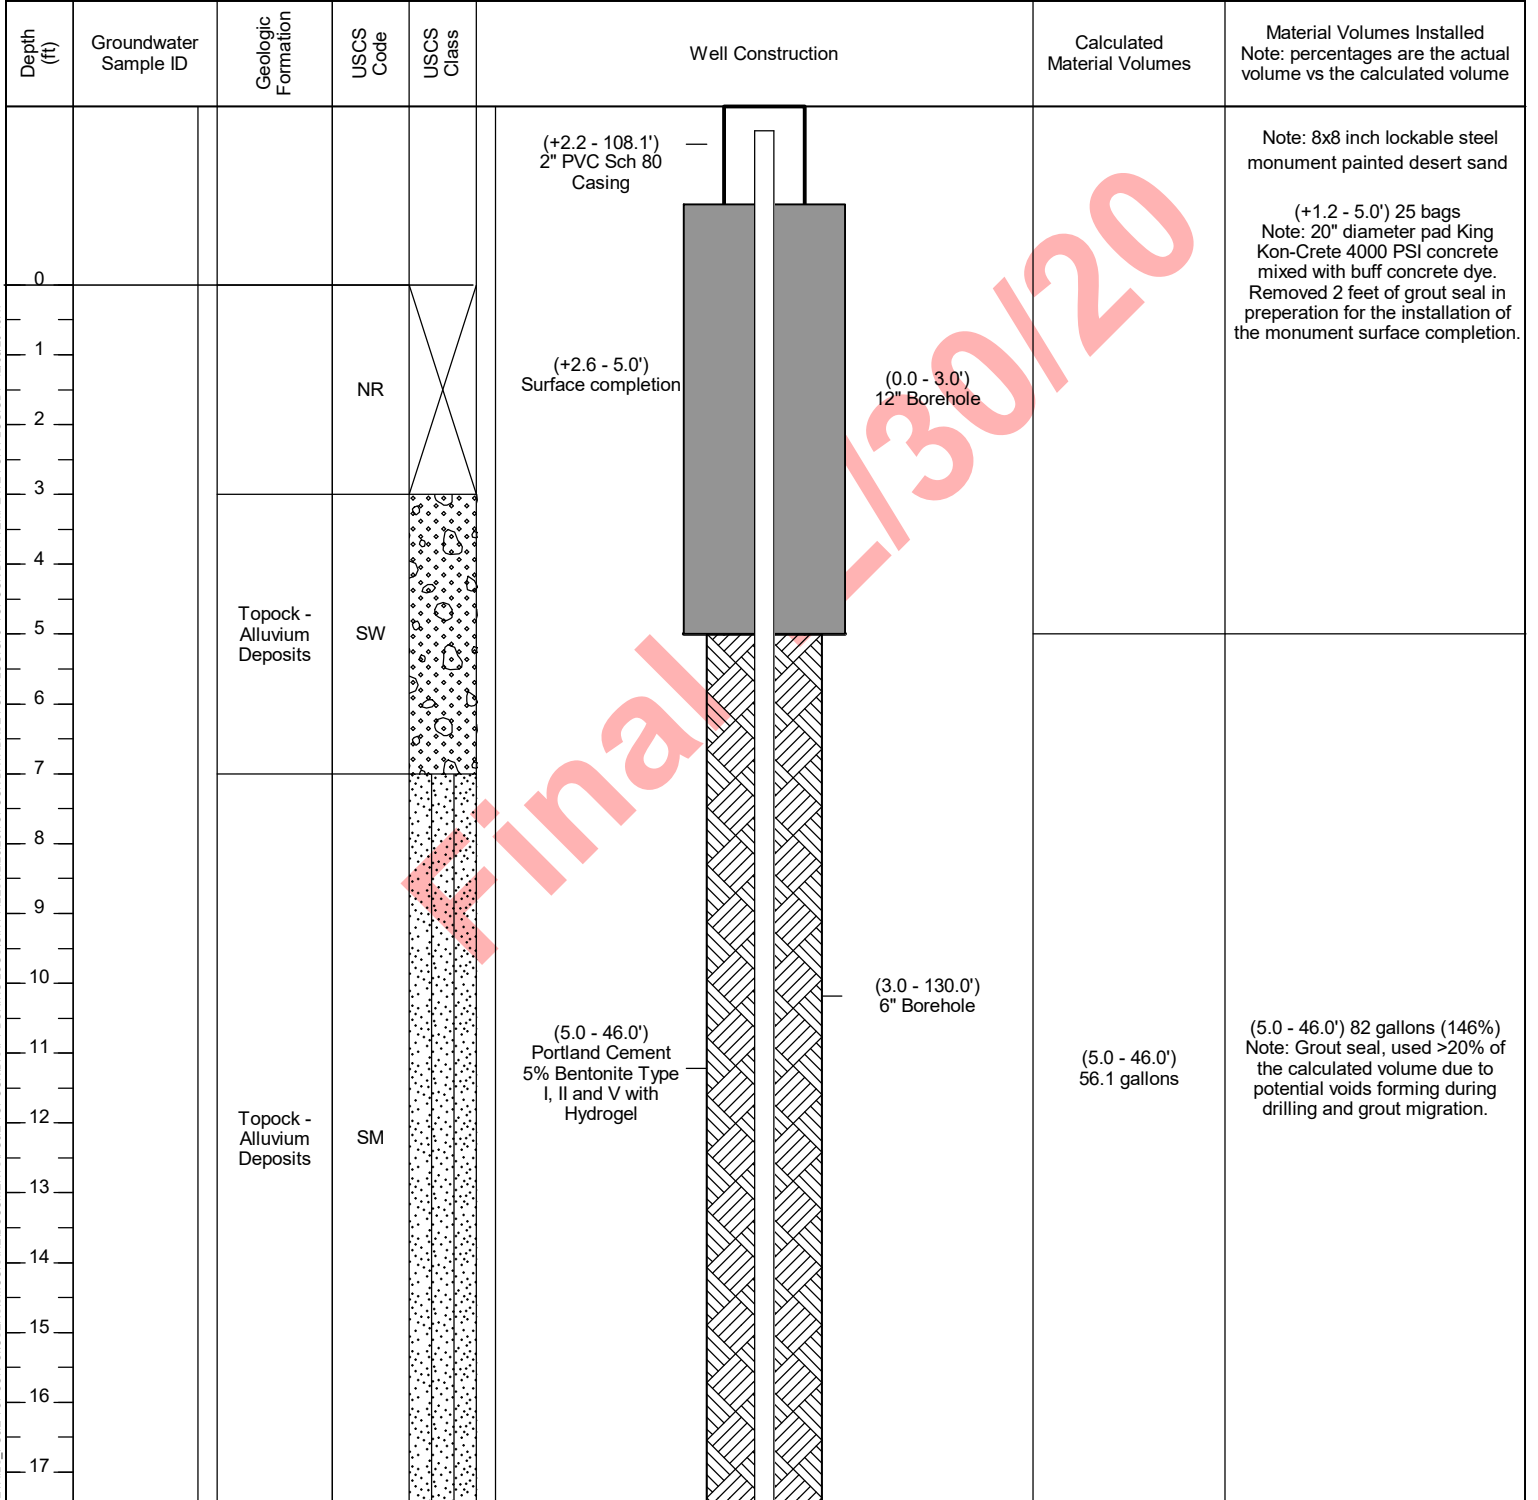 Depth
(ft)
Groundwater
Sample ID
Geologic
Formation
USCS
Code
USCS
Class
Well Construction
Calculated
Material Volumes
Material Volumes Installed
Note: percentages are the actual
volume vs the calculated volume
(+2.2 - 108.1')
2" PVC Sch 80
Casing
Note: 8x8 inch lockable steel
monument painted desert sand
(+1.2 - 5.0') 25 bags
Note: 20" diameter pad King
Kon-Crete 4000 PSI concrete
mixed with buff concrete dye.
Removed 2 feet of grout seal in
preperation for the installation of
the monument surface completion.
0
1
2
3
4
5
6
7
8
9
10
11
12
13
14
15
16
17
NR
(+2.6 - 5.0')
Surface completion
(0.0 - 3.0')
12" Borehole
Topock -
Alluvium
Deposits
SW
Topock -
Alluvium
Deposits
SM
(5.0 - 46.0')
Portland Cement
5% Bentonite Type
I, II and V with
Hydrogel
(3.0 - 130.0')
6" Borehole
(5.0 - 46.0')
56.1 gallons
(5.0 - 46.0') 82 gallons (146%)
Note: Grout seal, used >20% of
the calculated volume due to
potential voids forming during
drilling and grout migration.
Final /30/20